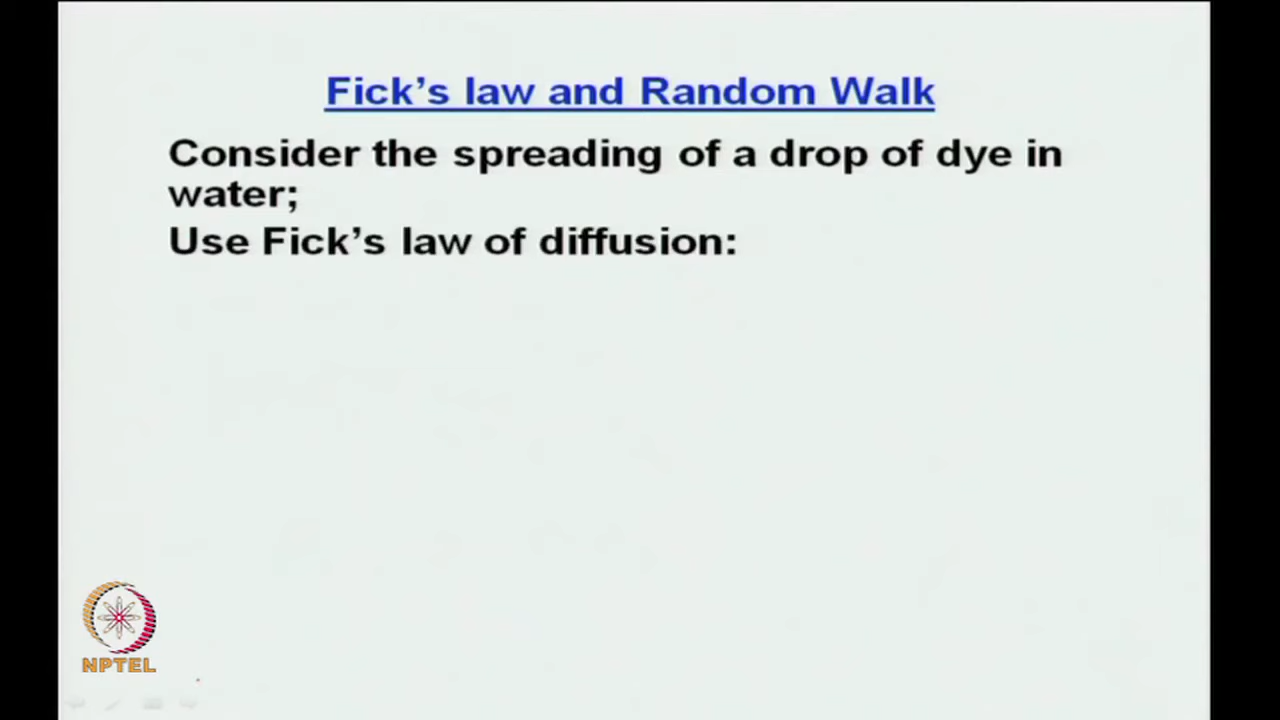 Fick's law and Random Walk
Consider the spreading of a drop of dye in
water;
Use Fick's law of diffusion:
NPTEL